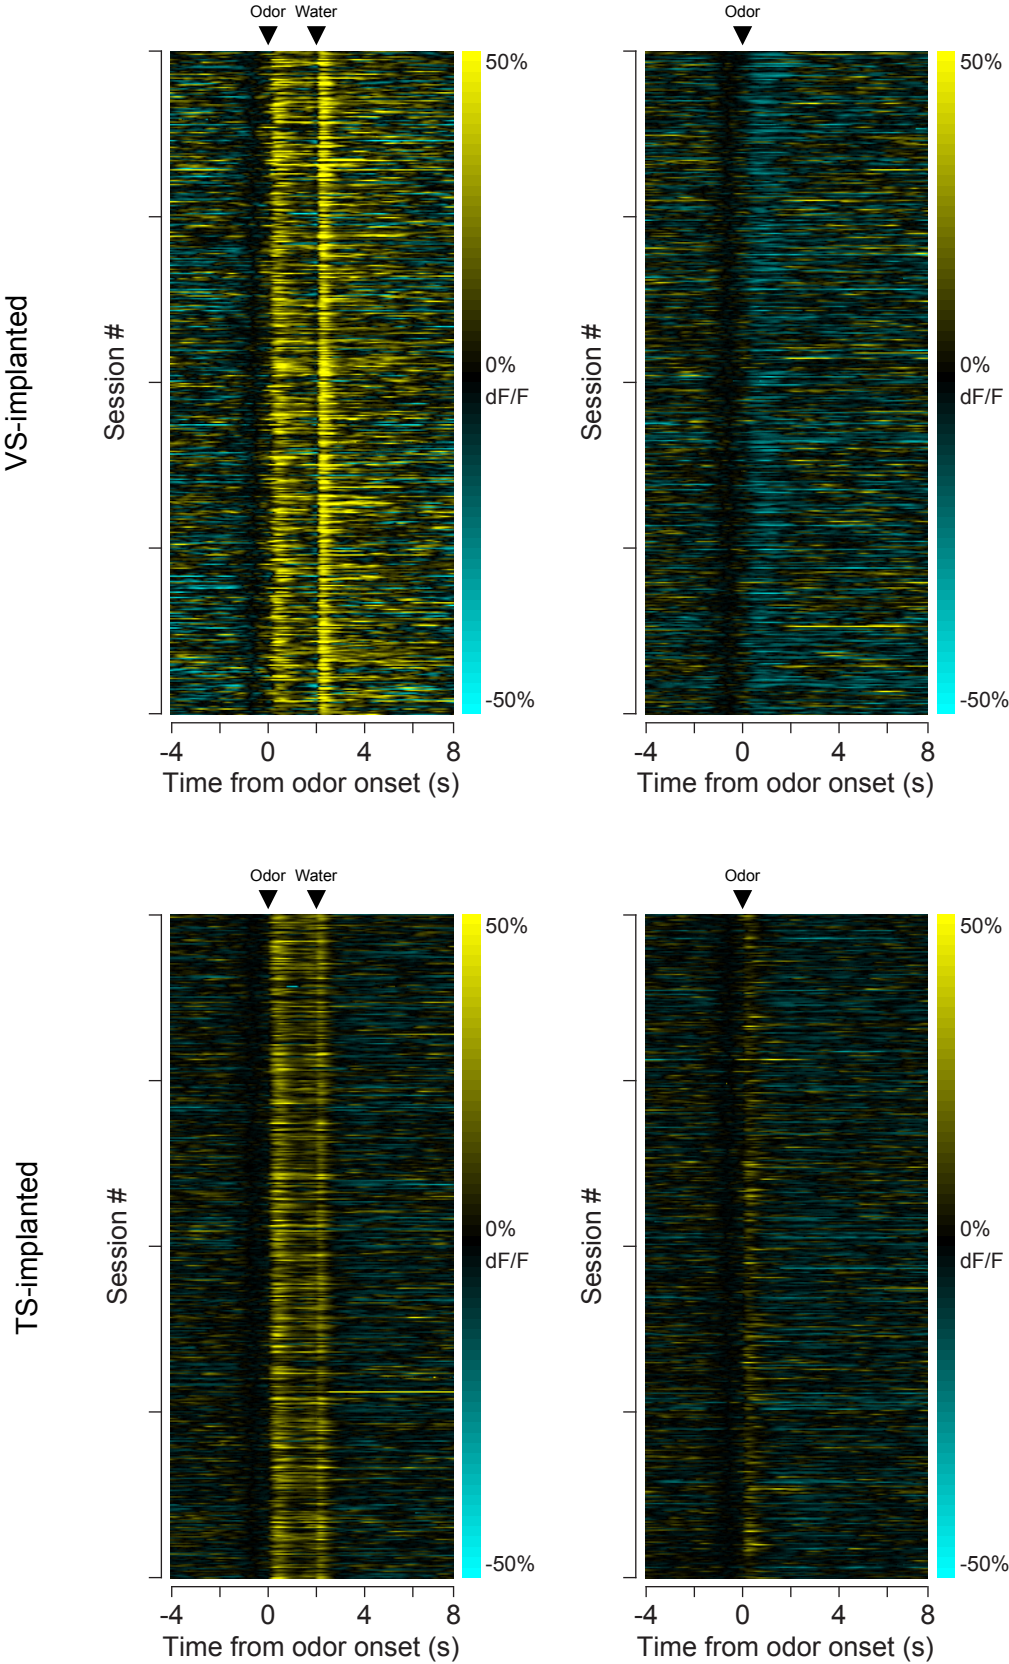 Odor Water
50%
0%
dF/F
-50%
VS-implanted
Session #
-4 0 4 8
Time from odor onset (s)
Odor
50%
0%
dF/F
-50%
Session #
-4 0 4 8
Time from odor onset (s)
Odor Water
50%
0%
dF/F
-50%
TS-implanted
Session #
-4 0 4 8
Time from odor onset (s)
Odor
50%
0%
dF/F
-50%
Session #
-4 0 4 8
Time from odor onset (s)